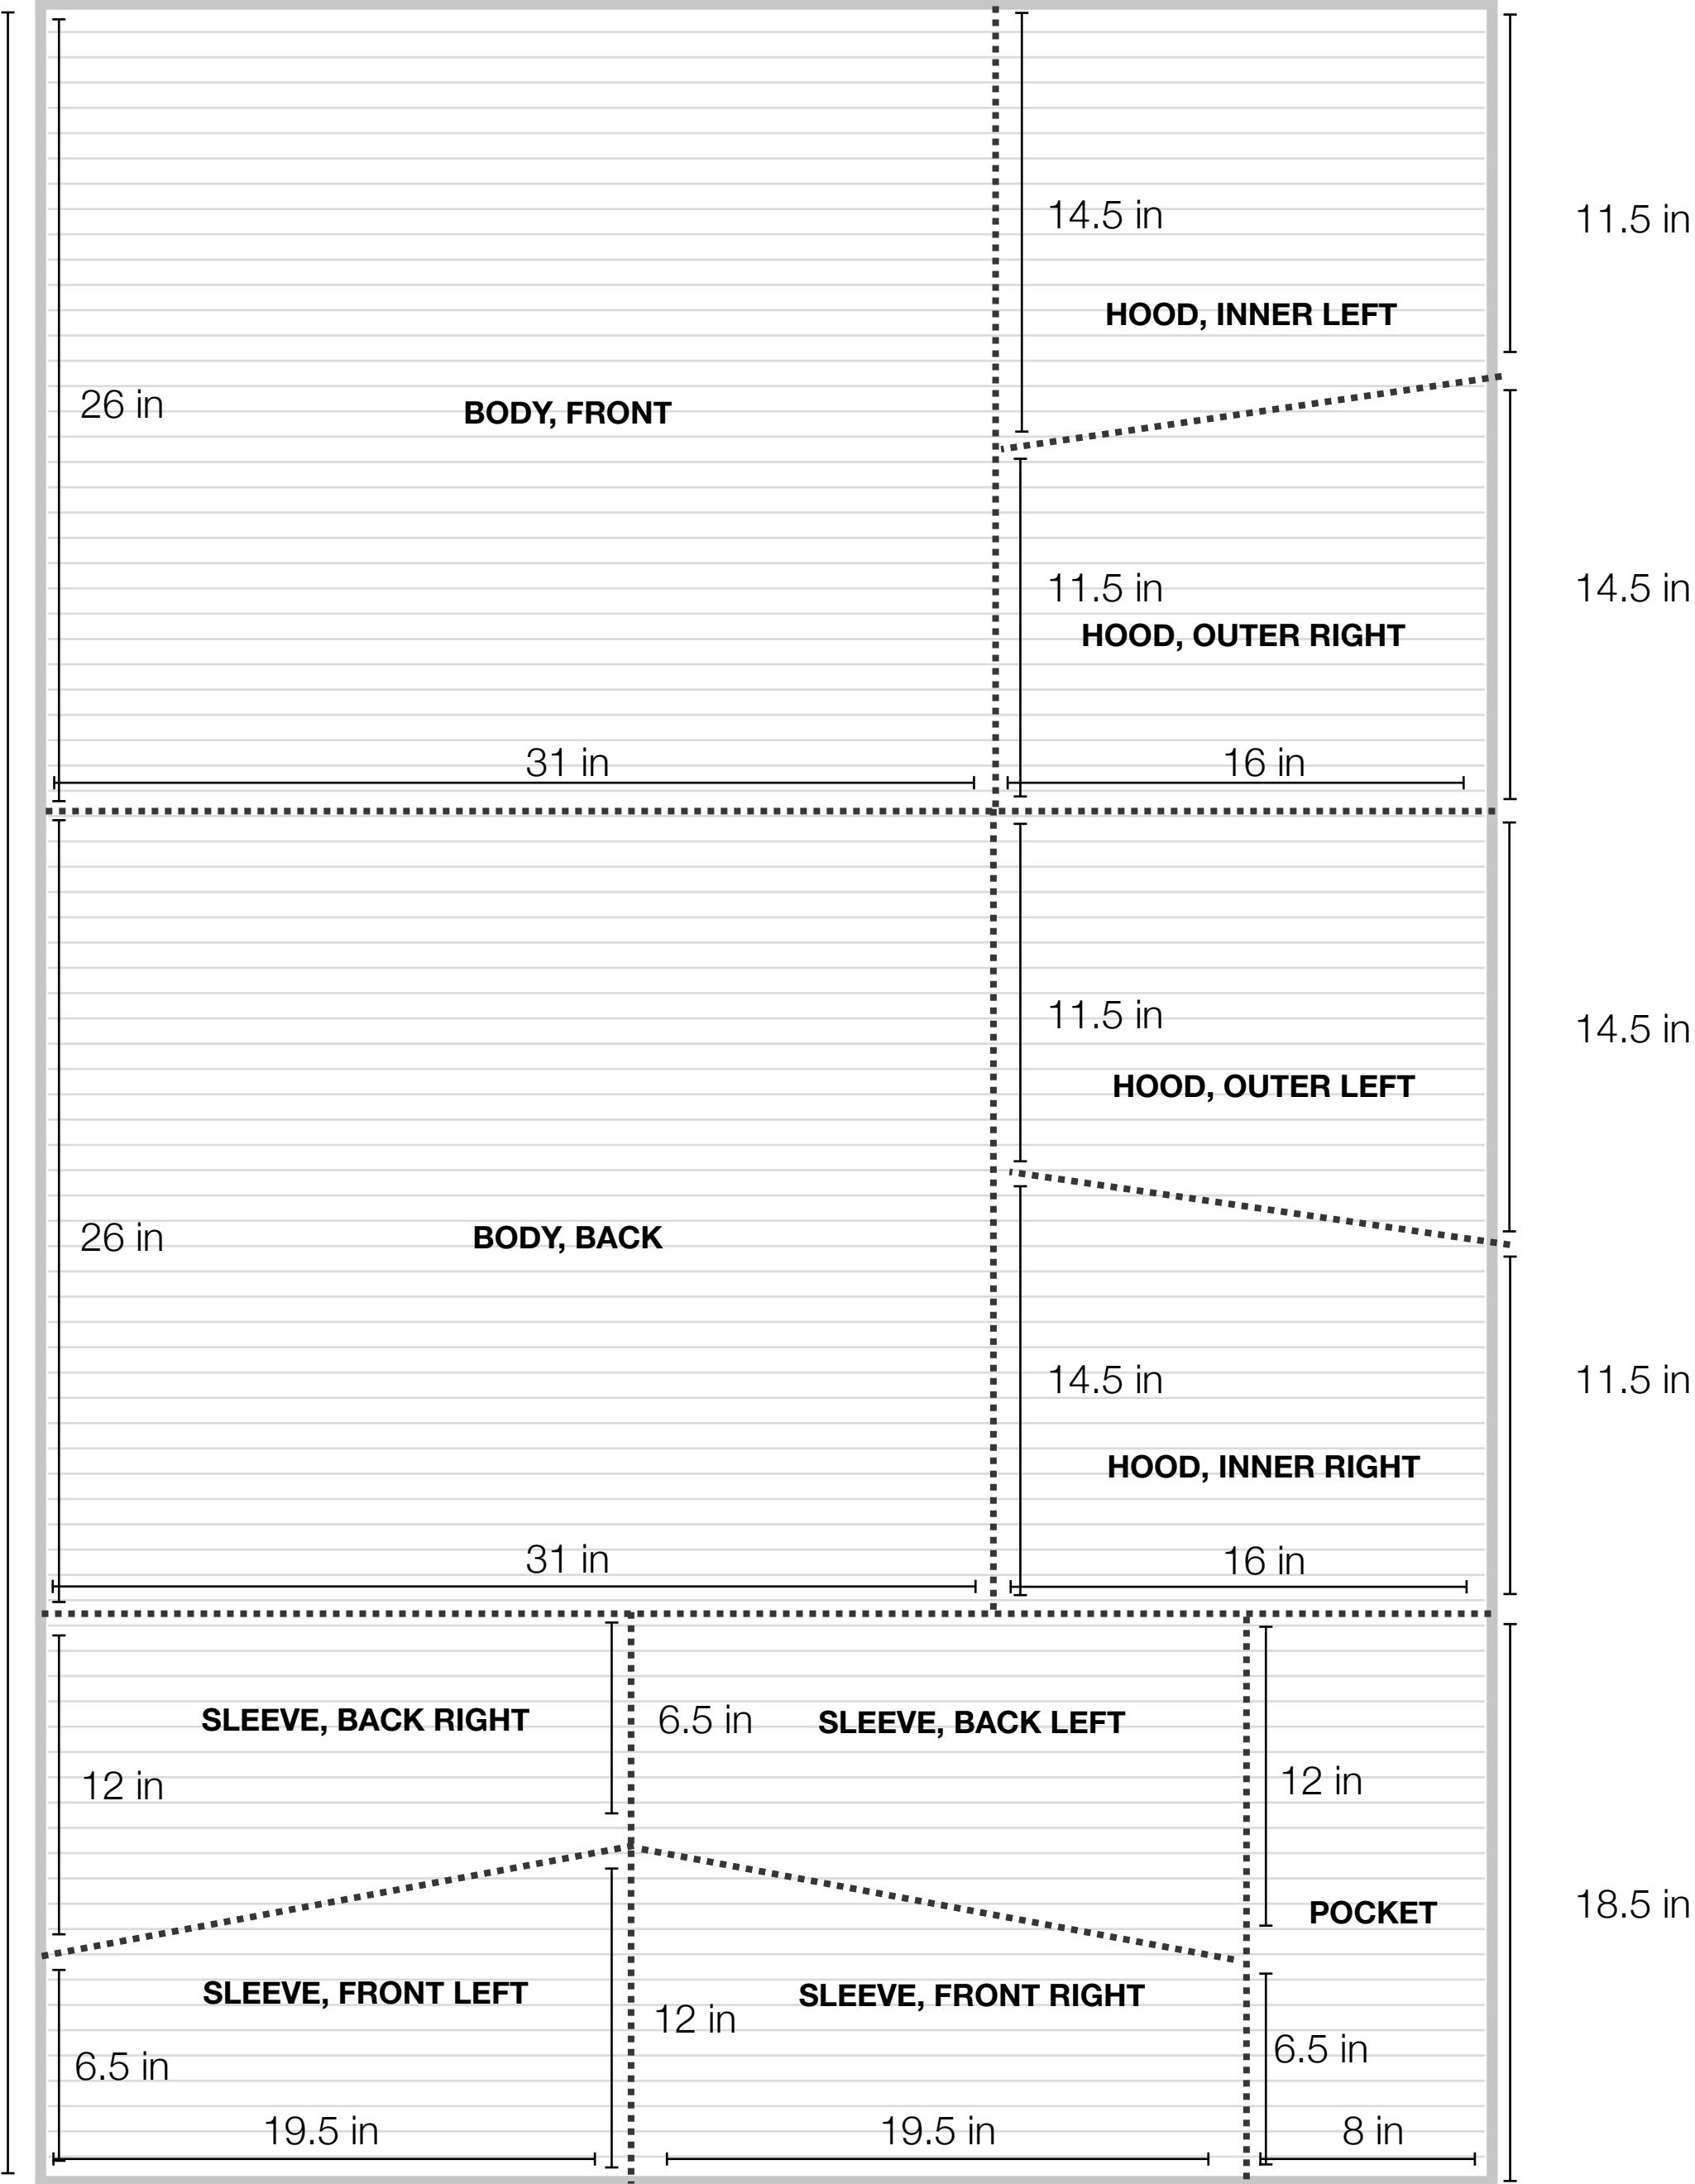 14.5 in
11.5 in
HOOD, INNER LEFT
26 in
BODY, FRONT
11.5 in
14.5 in
HOOD, OUTER RIGHT
31 in
16 in
11.5 in
14.5 in
HOOD, OUTER LEFT
26 in
BODY, BACK
14.5 in
11.5 in
HOOD, INNER RIGHT
31 in
16 in
SLEEVE, BACK RIGHT
6.5 in
SLEEVE, BACK LEFT
12 in
12 in
POCKET
18.5 in
SLEEVE, FRONT LEFT
SLEEVE, FRONT RIGHT
12 in
6.5 in
6.5 in
19.5 in
19.5 in
8 in